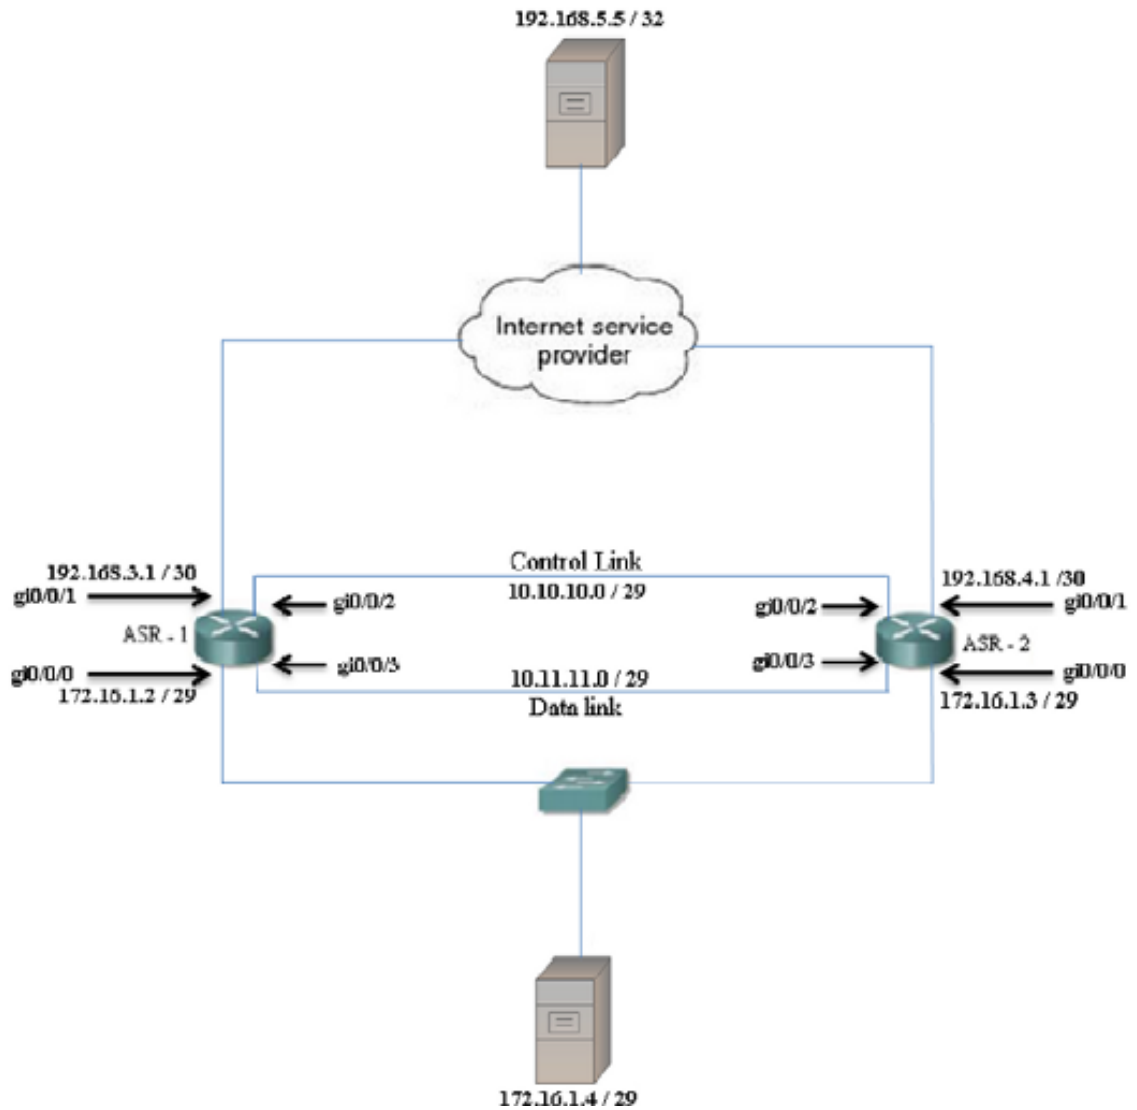 192.168.5.5 / 32
Internet service
provider
Control Link
10.10.10.0 / 29
192.168.3.1 / 30
gi0/0/1
gi0/0/2
ASR - 1
gi0/0/3
gi0/0/0
172.16.1.2 / 29
192.168.4.1 /30
gi0/0/2
gi0/0/1
ASR - 2
gi0/0/3
gi0/0/0
172.16.1.3 / 29
10.11.11.0 / 29
Data link
172.16.1.4 / 29